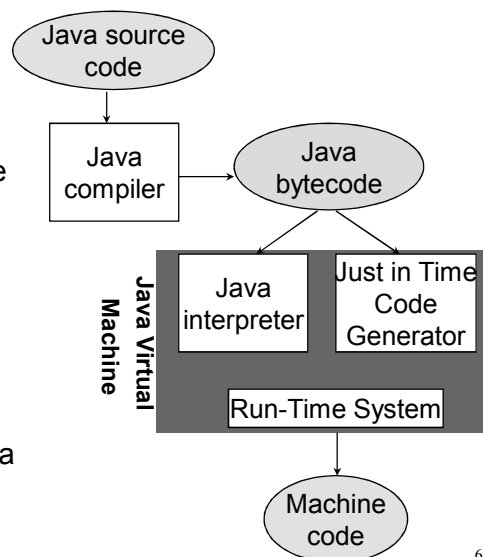 Java source
code
Java
compiler
e
Java
bytecode
Java Virtual
Machine
Java
interpreter
Just in Time
Code
Generator
Run-Time System
a
Machine
code
6